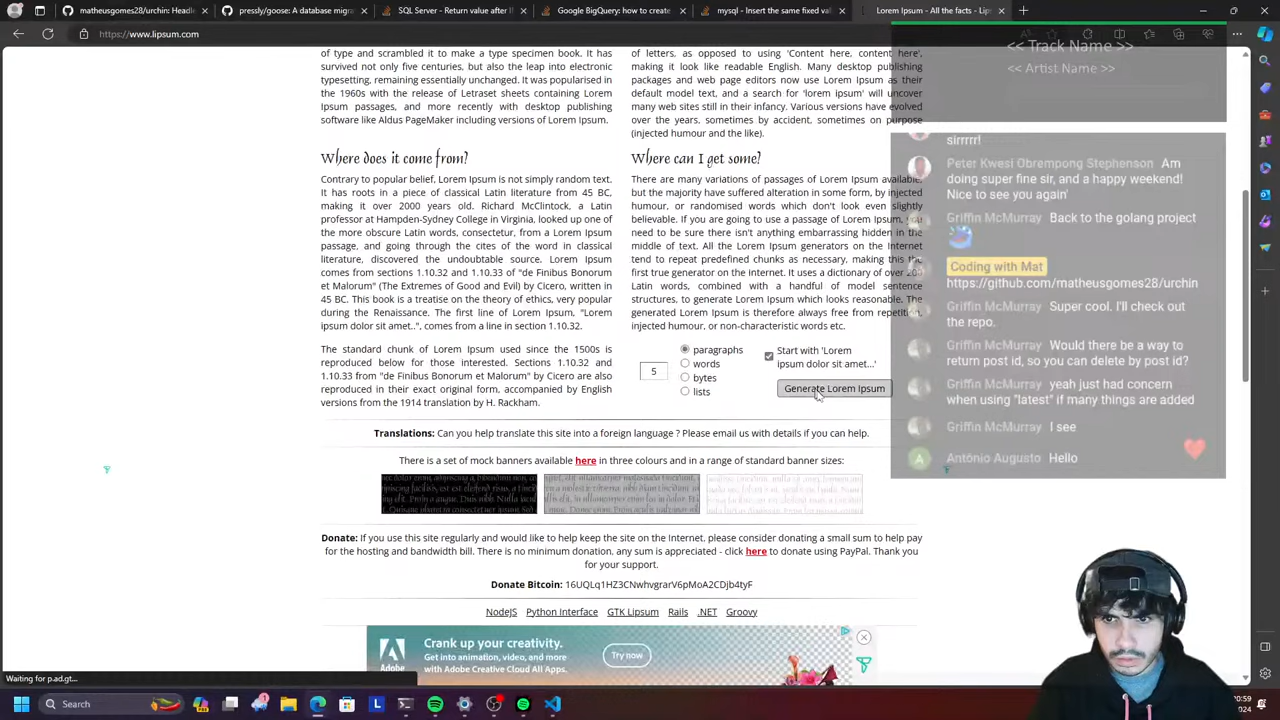 matheusgomes28/urchin: Headle
pressly/goose: A database migra
SQL Server - Return value after I
Google BigQuery: how to create
mysql - Insert the same fixed val
Lorem Ipsum - All the facts - Lips
https://www.lipsum.com
of type and scrambled it to make a type specimen book. It has
survived not only five centuries, but also the leap into electronic
typesetting, remaining essentially unchanged. It was popularised in
the 1960s with the release of Letraset sheets containing Lorem
Ipsum passages, and more recently with desktop publishing
software like Aldus PageMaker including versions of Lorem Ipsum.
of letters, as opposed to using 'Content here, content here',
making it look like readable English. Many desktop publishing
packages and web page editors now use Lorem Ipsum as their
default model text, and a search for 'lorem ipsum' will uncover
many web sites still in their infancy. Various versions have evolved
over the years, sometimes by accident, sometimes on purpose
(injected humour and the like).
Where does it come from?
Contrary to popular belief, Lorem Ipsum is not simply random text.
It has roots in a piece of classical Latin literature from 45 BC,
making it over 2000 years old. Richard McClintock, a Latin
professor at Hampden-Sydney College in Virginia, looked up one of
the more obscure Latin words, consectetur, from a Lorem Ipsum
passage, and going through the cites of the word in classical
literature, discovered the undoubtable source. Lorem Ipsum
comes from sections 1.10.32 and 1.10.33 of "de Finibus Bonorum
et Malorum" (The Extremes of Good and Evil) by Cicero, written in
45 BC. This book is a treatise on the theory of ethics, very popular
during the Renaissance. The first line of Lorem Ipsum, "Lorem
ipsum dolor sit amet..", comes from a line in section 1.10.32.
The standard chunk of Lorem Ipsum used since the 1500s is
reproduced below for those interested. Sections 1.10.32 and
1.10.33 from "de Finibus Bonorum et Malorum" by Cicero are also
reproduced in their exact original form, accompanied by English
versions from the 1914 translation by H. Rackham.
Where can I get some?
There are many variations of passages of Lorem Ipsum available,
but the majority have suffered alteration in some form, by injected
humour, or randomised words which don't look even slightly
believable. If you are going to use a passage of Lorem Ipsum, you
need to be sure there isn't anything embarrassing hidden in the
middle of text. All the Lorem Ipsum generators on the Internet
tend to repeat predefined chunks as necessary, making this the
first true generator on the internet. It uses a dictionary of over 200
Latin words, combined with a handful of model sentence
structures, to generate Lorem Ipsum which looks reasonable. The
generated Lorem Ipsum is therefore always free from repetition,
injected humour, or non-characteristic words etc.
5
paragraphs
words
bytes
lists
Start with 'Lorem
ipsum dolor sit amet...'
Generate Lorem Ipsum
Translations: Can you help translate this site into a foreign language ? Please email us with details if you can help.
There is a set of mock banners available here in three colours and in a range of standard banner sizes:
Donate: If you use this site regularly and would like to help keep the site on the Internet, please consider donating a small sum to help pay
for the hosting and bandwidth bill. There is no minimum donation, any sum is appreciated - click here to donate using PayPal. Thank you
for your support.
Donate Bitcoin: 16UQLq1HZ3CNwhvgrarV6pMoA2CDjb4tyF
NodeJS Python Interface GTK Lipsum Rails .NET Groovy
Adobe
Crank up your creativity.
Get into animation, video, and more
with Adobe Creative Cloud All Apps.
Try now
<< Track Name >>
<< Artist Name >>
sirrrrr!
Peter Kwesi Obrempong Stephenson Am
doing super fine sir, and a happy weekend!
Nice to see you again'
Griffin McMurray Back to the golang project
Coding with Mat
https://github.com/matheusgomes28/urchin
Griffin McMurray Super cool. I'll check out
the repo.
Griffin McMurray Would there be a way to
return post id, so you can delete by post id?
Griffin McMurray yeah just had concern
when using "latest" if many things are added
Griffin McMurray I see
A António Augusto Hello
Waiting for p.ad.gt...
Search
20:59